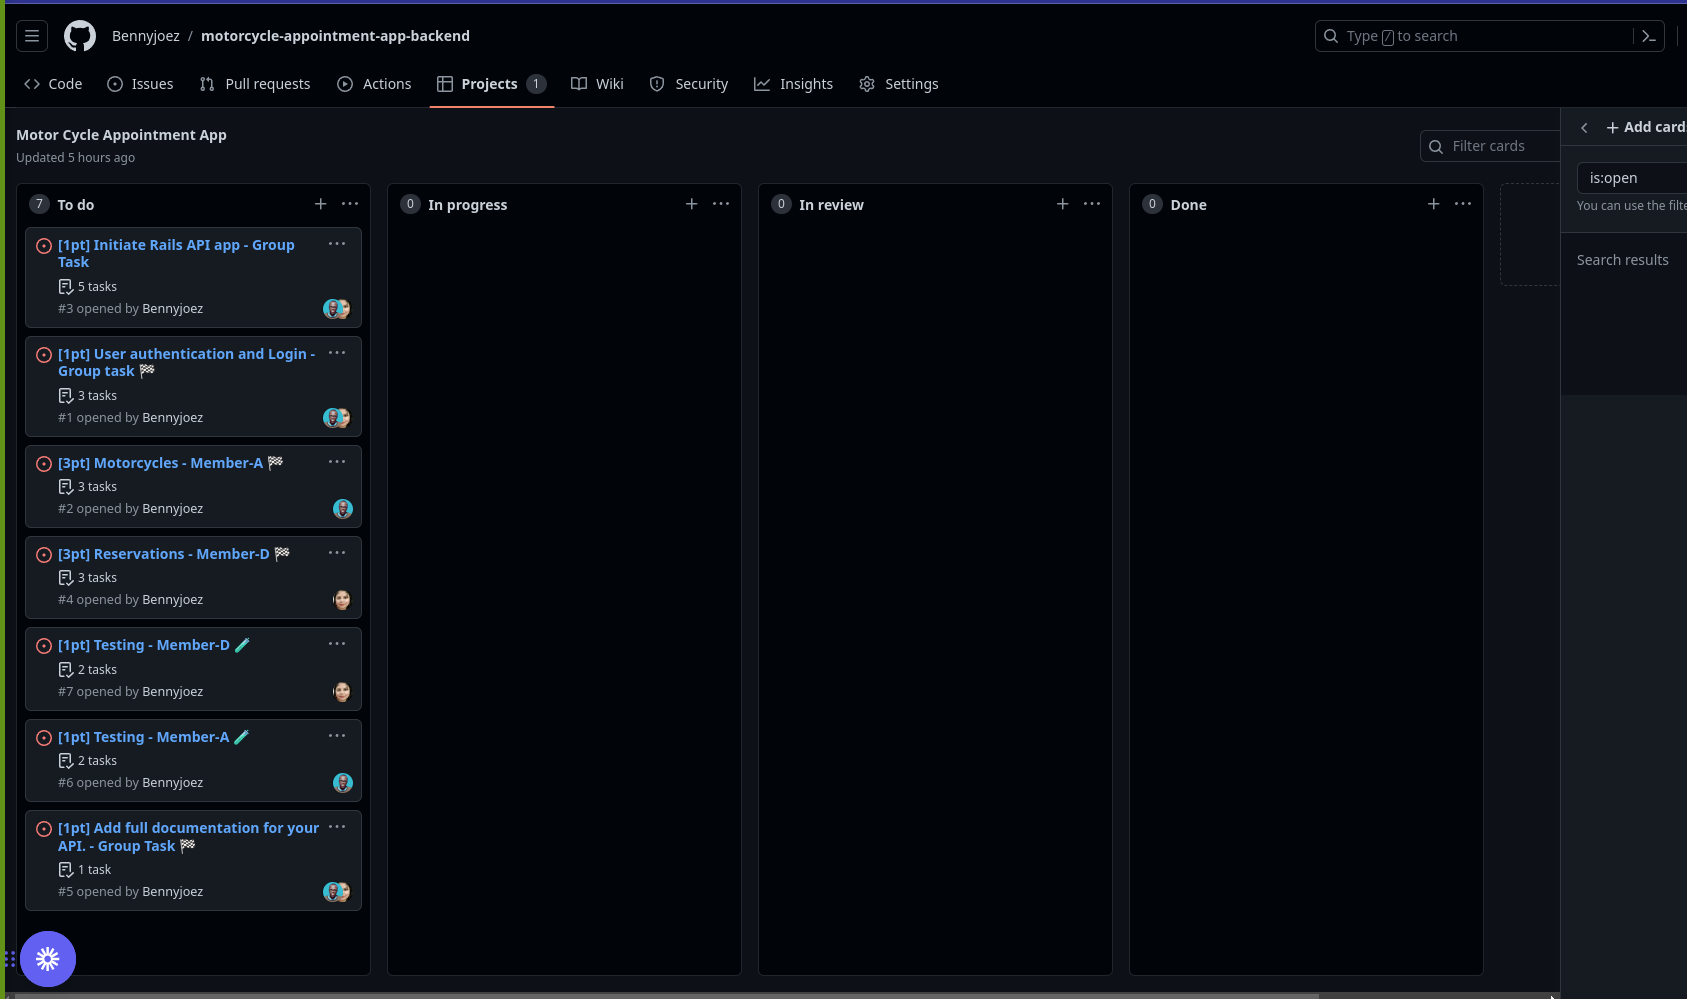 Bennyjoez / motorcycle-appointment-app-backend
Type / to search
Code Issues Pull requests Actions Projects 1 Wiki Security Insights Settings
Motor Cycle Appointment App
Updated 5 hours ago
Filter cards
+ Add card
is:open
You can use the filte
Search results
7 To do
[1pt] Initiate Rails API app - Group
Task
5 tasks
#3 opened by Bennyjoez
[1pt] User authentication and Login -
Group task 🏁
3 tasks
#1 opened by Bennyjoez
[3pt] Motorcycles - Member-A 🏁
3 tasks
#2 opened by Bennyjoez
[3pt] Reservations - Member-D 🏁
3 tasks
#4 opened by Bennyjoez
[1pt] Testing - Member-D 🧪
2 tasks
#7 opened by Bennyjoez
[1pt] Testing - Member-A 🧪
2 tasks
#6 opened by Bennyjoez
[1pt] Add full documentation for your
API. - Group Task 🏁
1 task
#5 opened by Bennyjoez
0 In progress
0 In review
0 Done